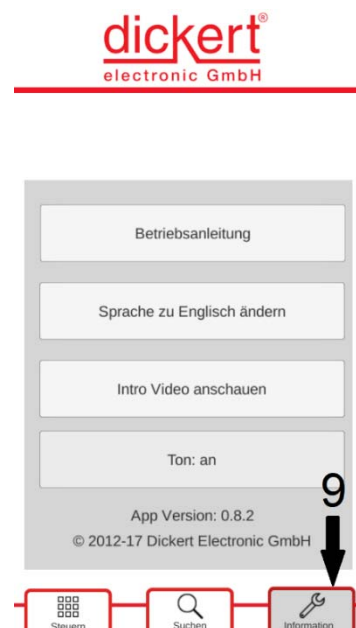 dickert®
electronic GmbH
Betriebsanleitung
Sprache zu Englisch ändern
Intro Video anschauen
Ton: an
9
App Version: 0.8.2
© 2012-17 Dickert Electronic GmbH
Steuern Suchen Information